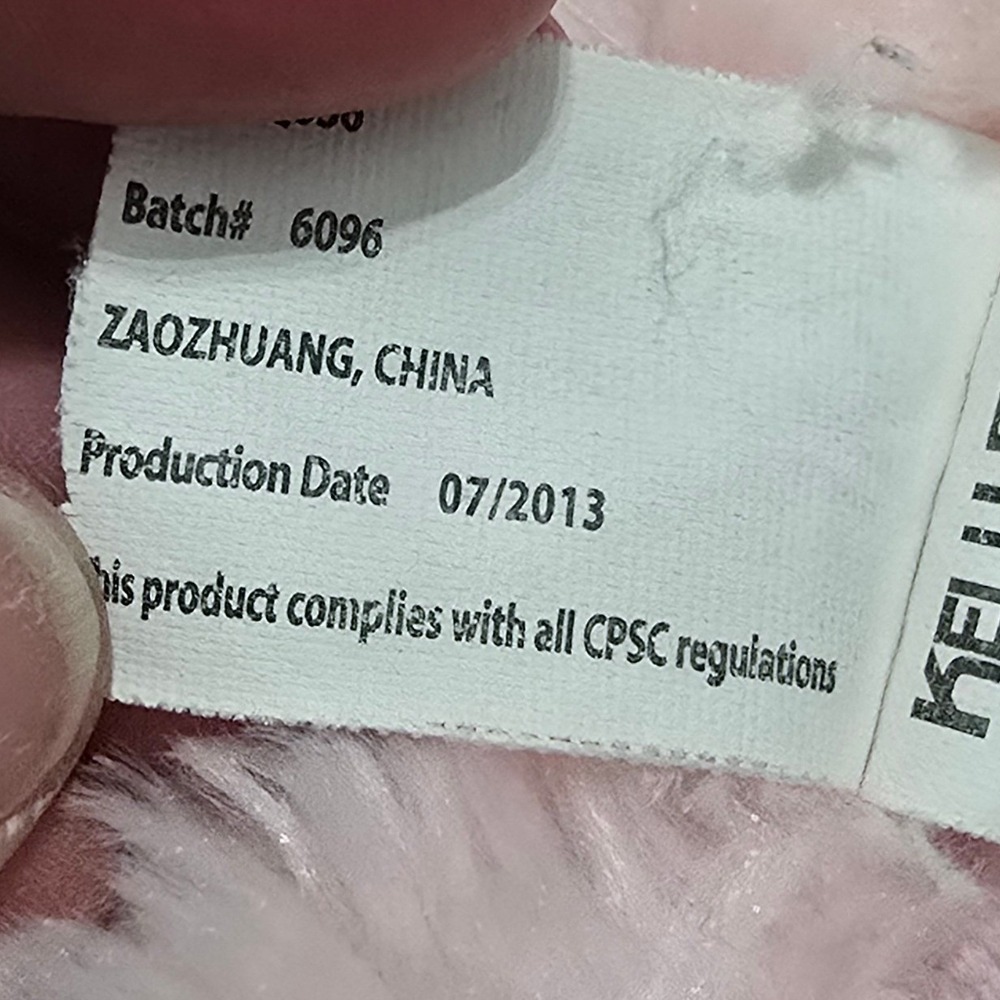 Batch# 6096
ZAOZHUANG, CHINA
Production Date 07/2013
his product complies with all CPSC regulations